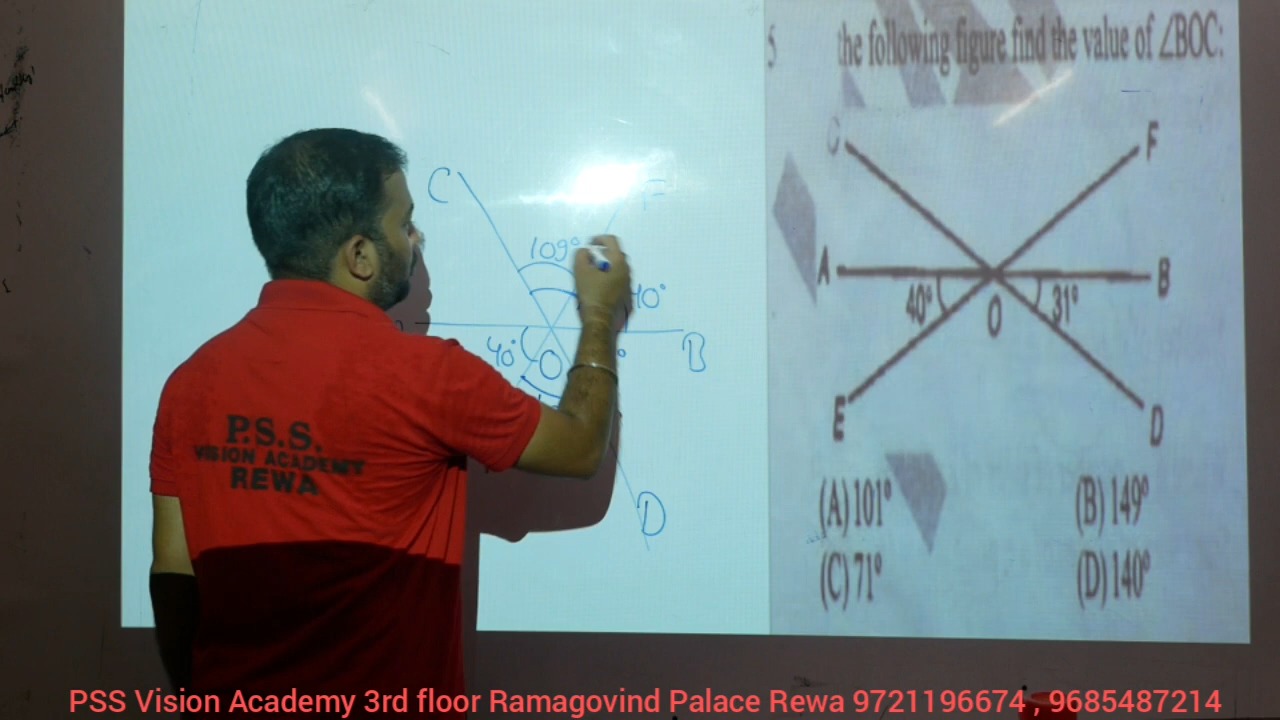 5 the following figure find the value of ∠BOC:
C
F
A
B
40°
31°
O
E
D
(A) 101°
(B) 149°
(C) 71°
(D) 140°
C
F
109°
40°
40°
O
B
D
P.S.S.
VISION ACADEMY
REWA
PSS Vision Academy 3rd floor Ramagovind Palace Rewa 9721196674 , 9685487214